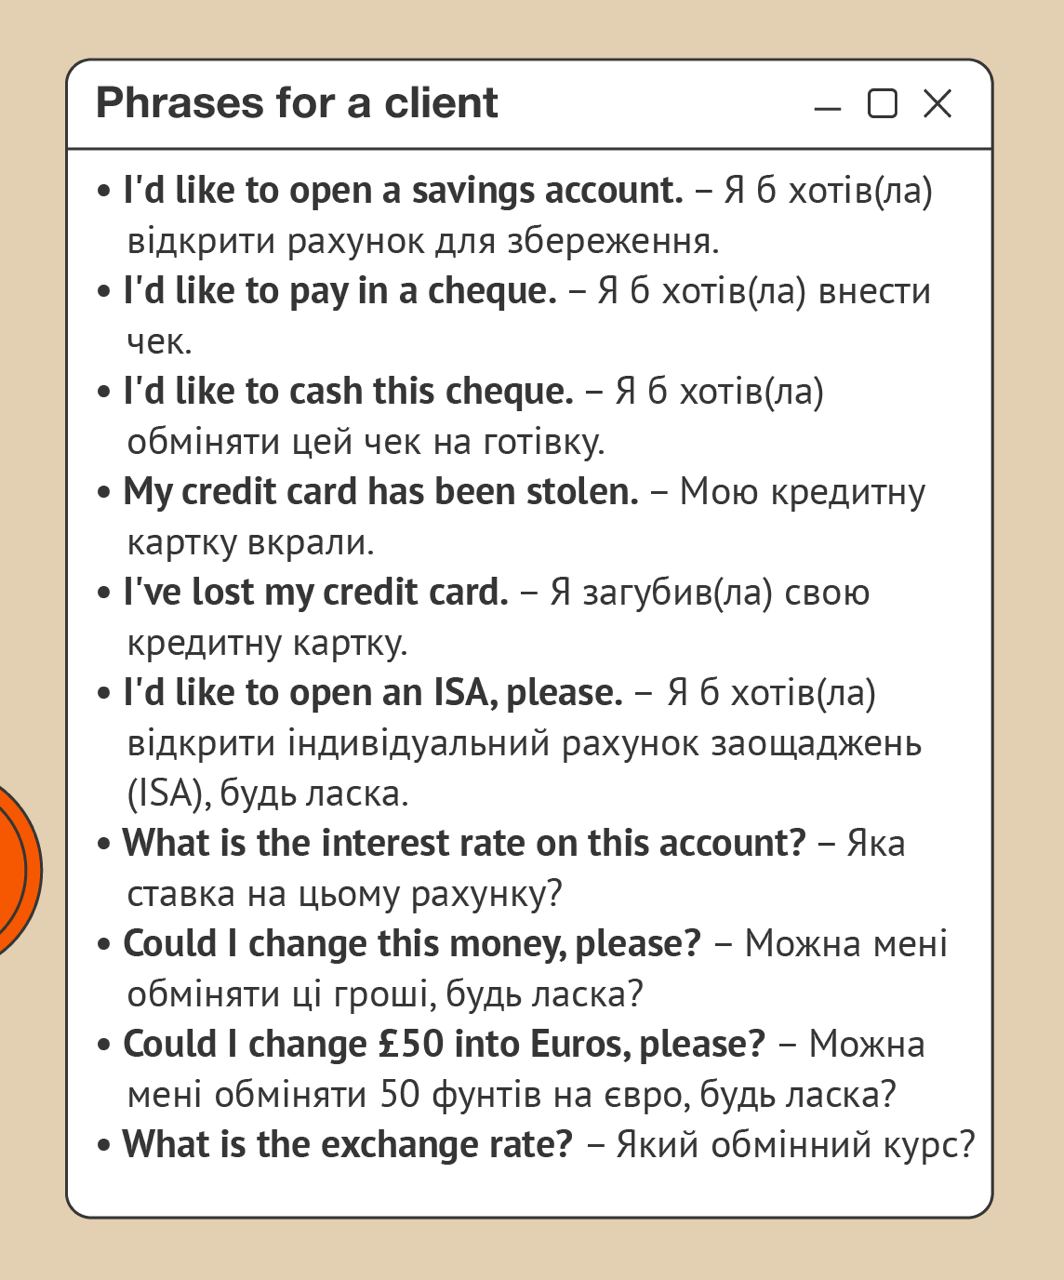 Phrases for a client
• I'd like to open a savings account. – Я б хотів(ла)
відкрити рахунок для збереження.
• I'd like to pay in a cheque. – Я б хотів(ла) внести
чек.
• I'd like to cash this cheque. – Я б хотів(ла)
обміняти цей чек на готівку.
• My credit card has been stolen. – Мою кредитну
картку вкрали.
• I've lost my credit card. – Я загубив(ла) свою
кредитну картку.
• I'd like to open an ISA, please. – Я б хотів(ла)
відкрити індивідуальний рахунок заощаджень
(ISA), будь ласка.
• What is the interest rate on this account? – Яка
ставка на цьому рахунку?
• Could I change this money, please? – Можна мені
обміняти ці гроші, будь ласка?
• Could I change £50 into Euros, please? – Можна
мені обміняти 50 фунтів на євро, будь ласка?
• What is the exchange rate? – Який обмінний курс?